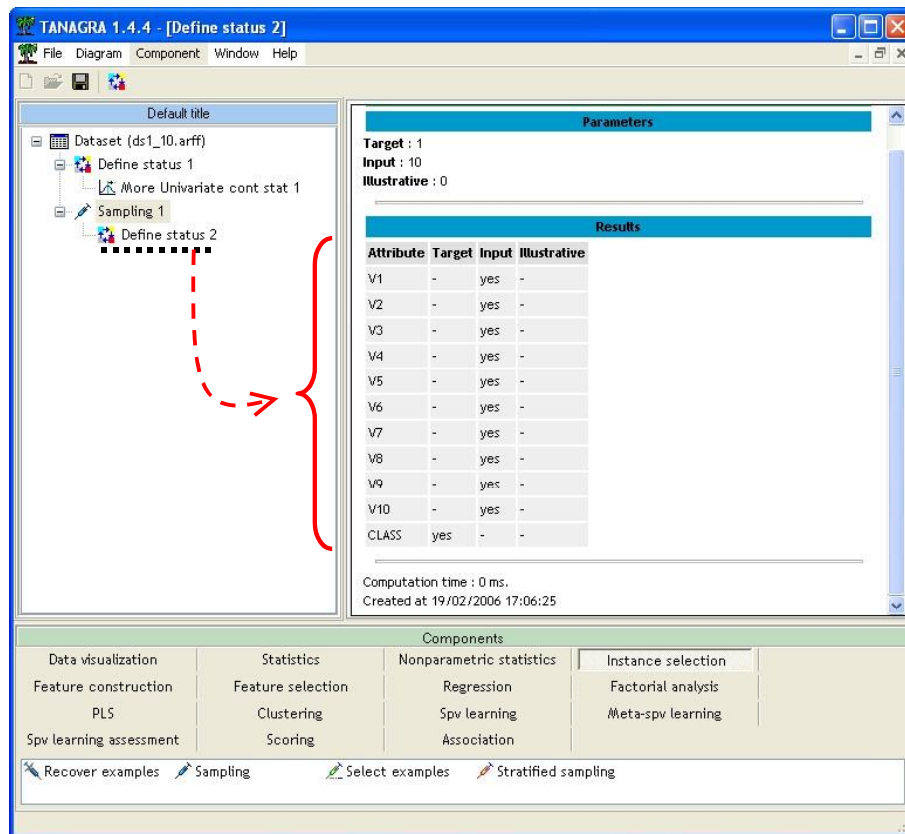 TANAGRA 1.4.4 - [Define status 2]
File Diagram Component Window Help
Default title
Dataset (ds1_10.arff)
Define status 1
More Univariate cont stat 1
Sampling 1
Define status 2
Parameters
Target : 1
Input : 10
Illustrative : 0
Results
Attribute Target Input Illustrative
V1 - yes -
V2 - yes -
V3 - yes -
V4 - yes -
V5 - yes -
V6 - yes -
V7 - yes -
V8 - yes -
V9 - yes -
V10 - yes -
CLASS yes - -
Computation time : 0 ms.
Created at 19/02/2006 17:06:25
Components
Data visualization Statistics Nonparametric statistics Instance selection
Feature construction Feature selection Regression Factorial analysis
PLS Clustering Spv learning Meta-spv learning
Spv learning assessment Scoring Association
Recover examples Sampling Select examples Stratified sampling